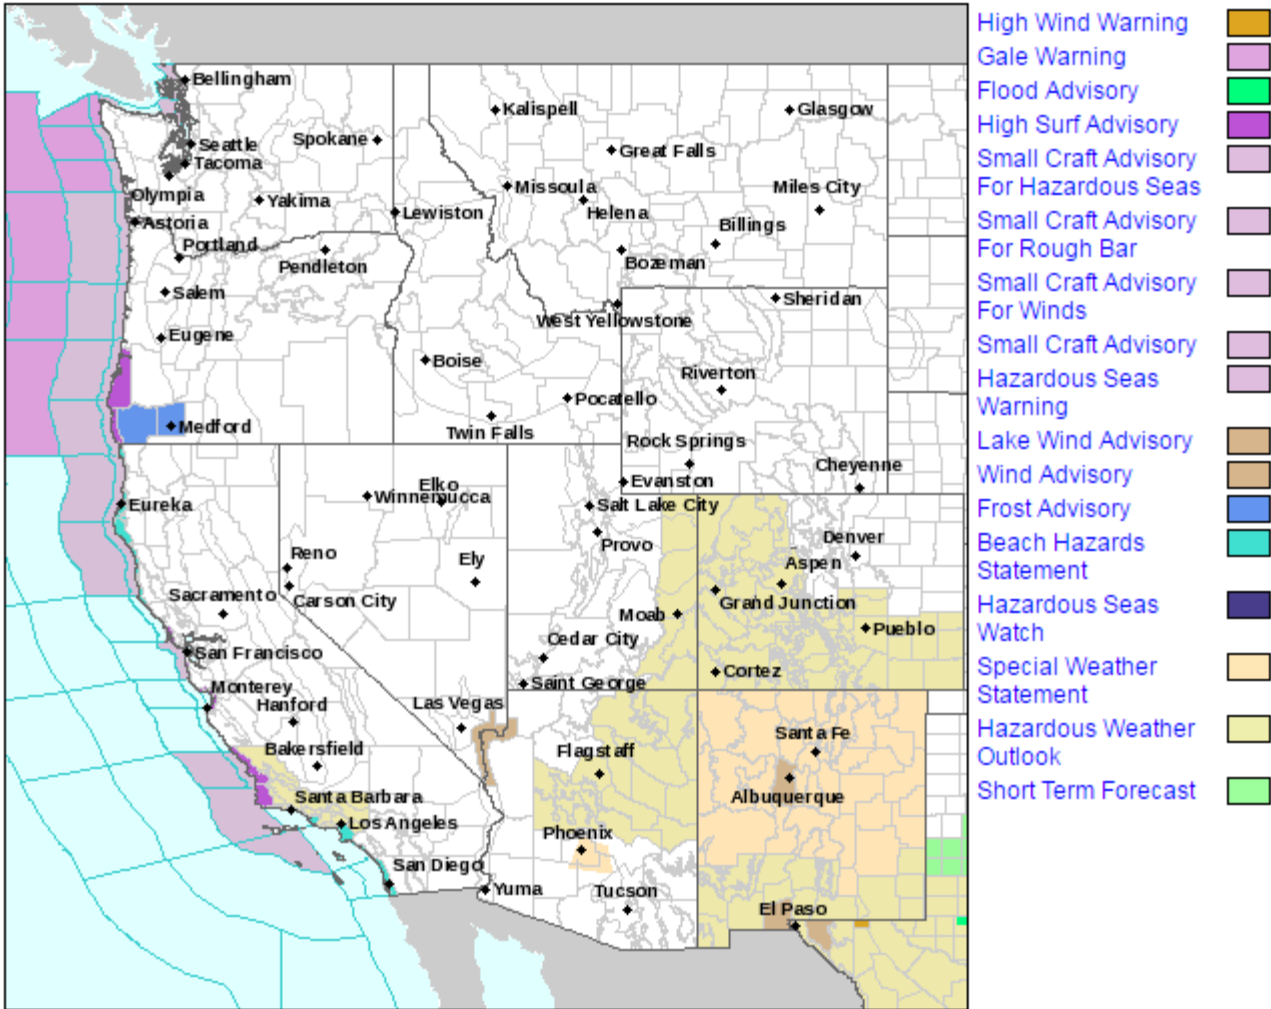 Bellingham
Kalispell
Glasgow
Spokane
Seattle
Great Falls
Tacoma
Missoula
Miles City
Olympia
Yakima
Helena
Lewiston
Astoria
Billings
Portland
Pendleton
Bozeman
Salem
Sheridan
West Yellowstone
Eugene
Boise
Riverton
Pocatello
Medford
Twin Falls
Rock Springs
Cheyenne
Evanston
Elko
Winnemucca
Eureka
Salt Lake City
Denver
Provo
Reno
Ely
Aspen
Sacramento
Carson City
Grand Junction
Moab
Pueblo
Cedar City
San Francisco
Cortez
Saint George
Monterey
Hanford
Las Vegas
Santa Fe
Bakersfield
Flagstaff
Santa Barbara
Albuquerque
Los Angeles
Phoenix
San Diego
Yuma
Tucson
El Paso
High Wind Warning
Gale Warning
Flood Advisory
High Surf Advisory
Small Craft Advisory
For Hazardous Seas
Small Craft Advisory
For Rough Bar
Small Craft Advisory
For Winds
Small Craft Advisory
Hazardous Seas
Warning
Lake Wind Advisory
Wind Advisory
Frost Advisory
Beach Hazards
Statement
Hazardous Seas
Watch
Special Weather
Statement
Hazardous Weather
Outlook
Short Term Forecast